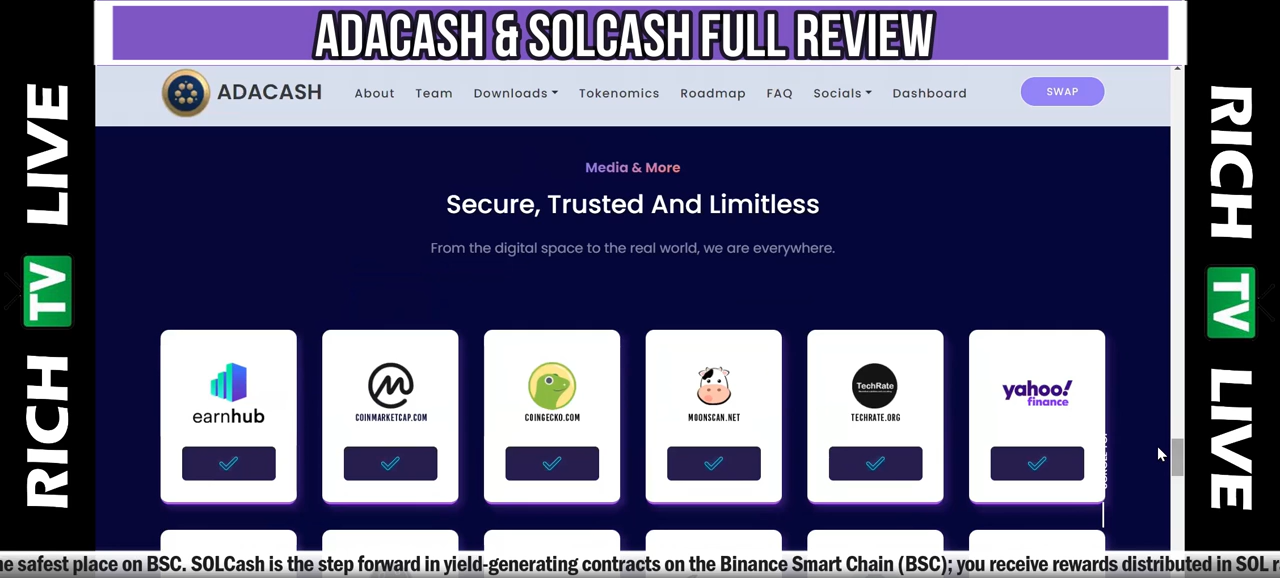 ADACASH & SOLCASH FULL REVIEW
RICH TV LIVE
ADACASH About Team Downloads Tokenomics Roadmap FAQ Socials Dashboard SWAP
RICH TV LIVE
Media & More
Secure, Trusted And Limitless
From the digital space to the real world, we are everywhere.
earnhub
COINMARKETCAP.COM
COINGECKO.COM
MOONSCAN.NET
TechRate
TECHRATE.ORG
yahoo!
finance
safest place on BSC. SOLCash is the step forward in yield-generating contracts on the Binance Smart Chain (BSC); you receive rewards distributed in SOL